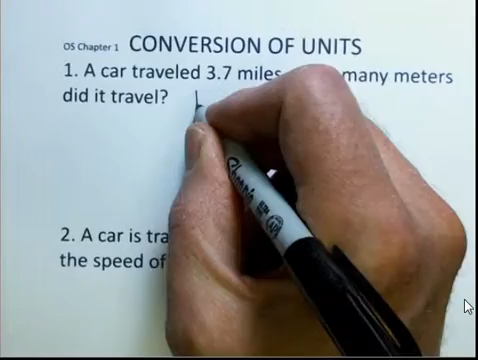 OS Chapter 1 CONVERSION OF UNITS
1. A car traveled 3.7 miles many meters
did it travel?
2. A car is
the speed of
Sharpie